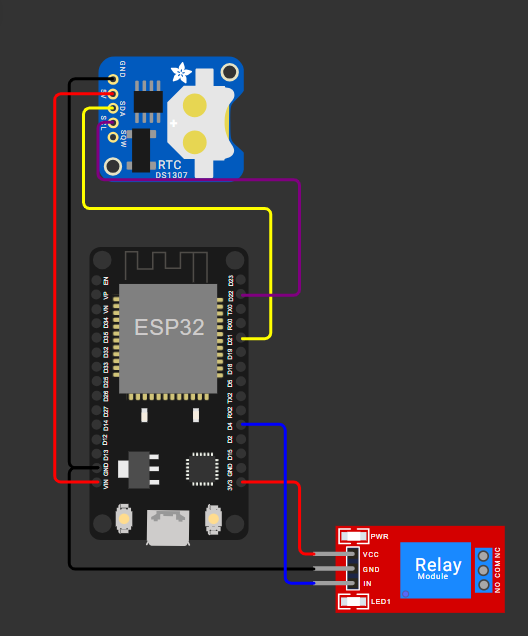 GND
5V
SDA
SCL
SQW
RTC
DS1307
ESP32
EN
VP
VN
D34
D35
D32
D33
D25
D26
D27
D14
D12
D13
GND
VIN
D23
D22
TX0
RX0
D21
D19
D18
D5
TX2
RX2
D4
D2
D15
GND
3V3
PWR
VCC
GND
IN
LED1
Relay
Module
NO COM NC